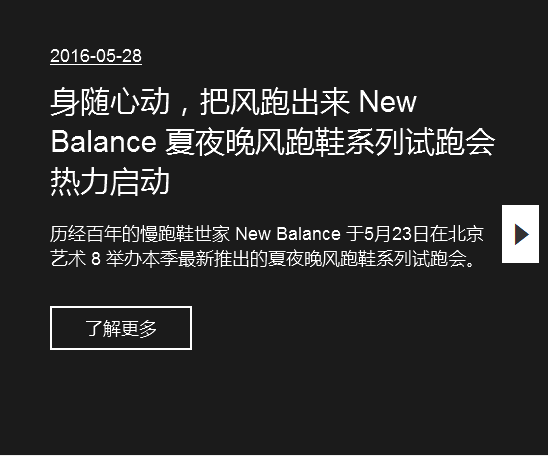 2016-05-28
身随心动，把风跑出来 New
Balance 夏夜晚风跑鞋系列试跑会
热力启动
历经百年的慢跑鞋世家 New Balance 于5月23日在北京
艺术 8 举办本季最新推出的夏夜晚风跑鞋系列试跑会。
了解更多